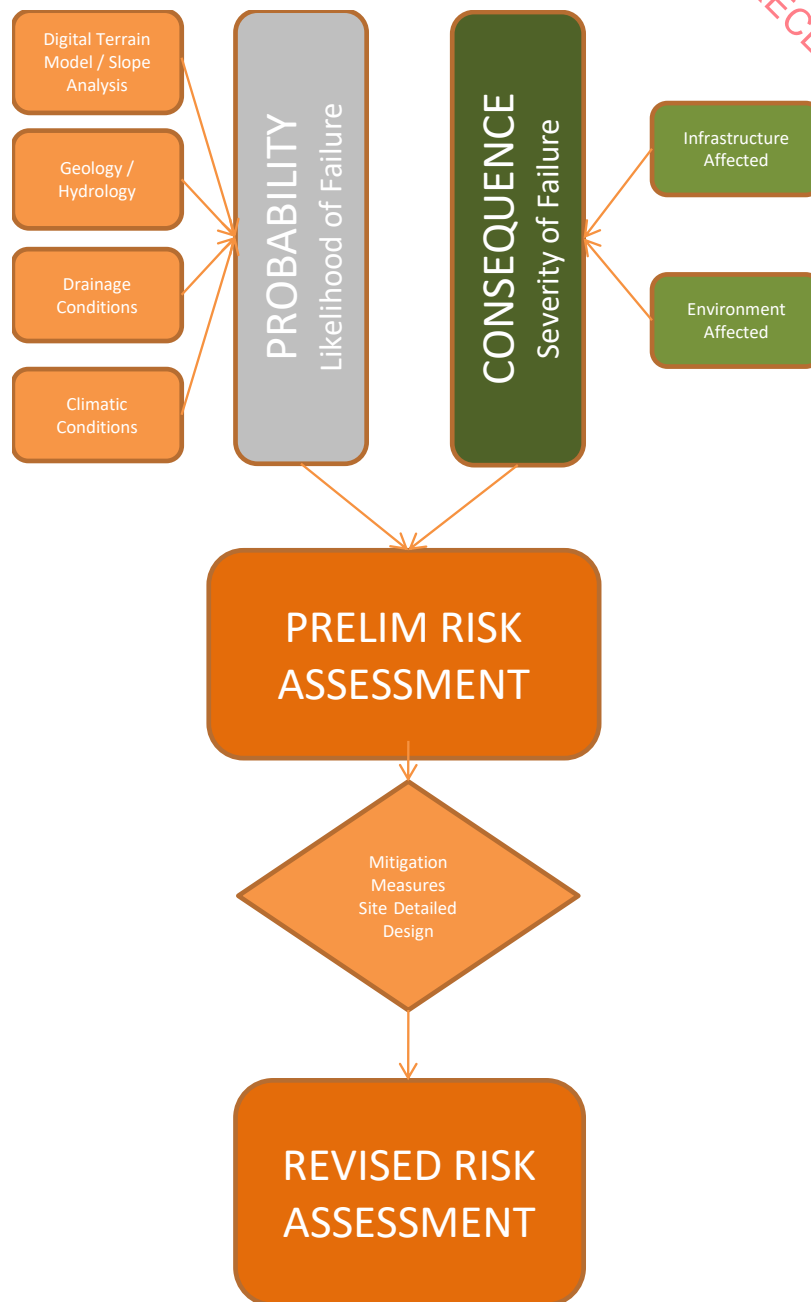 Digital Terrain
Model / Slope
Analysis
Geology /
Hydrology
Drainage
Conditions
Climatic
Conditions
PROBABILITY
Likelihood of Failure
CONSEQUENCE
Severity of Failure
Infrastructure
Affected
Environment
Affected
PRELIM RISK
ASSESSMENT
Mitigation
Measures
Site Detailed
Design
REVISED RISK
ASSESSMENT